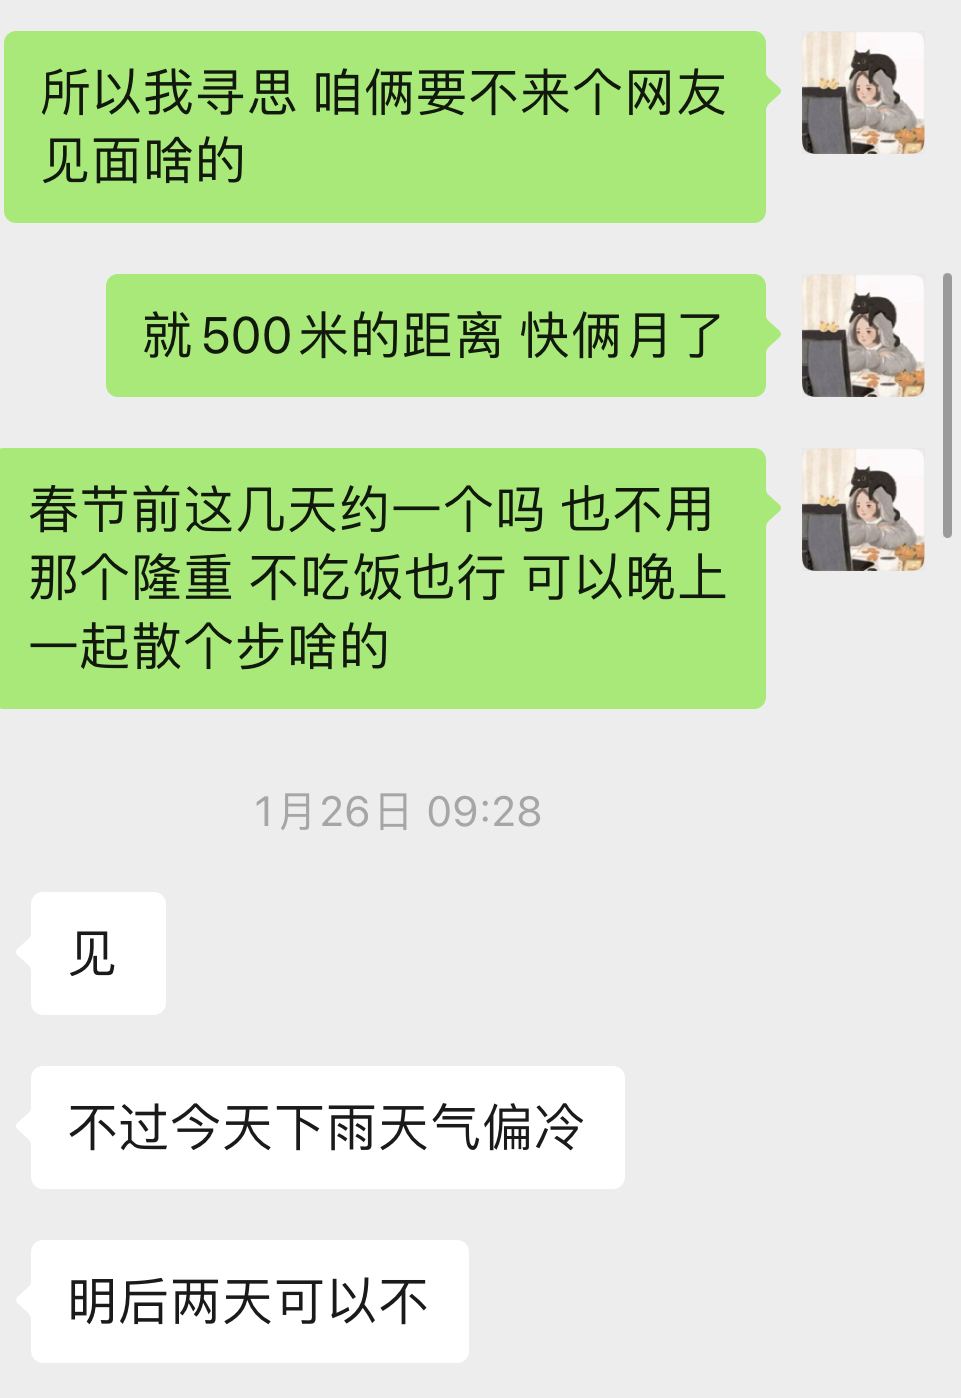 所以我寻思 咱俩要不来个网友
见面啥的
就500米的距离 快俩月了
春节前这几天约一个吗 也不用
那个隆重 不吃饭也行 可以晚上
一起散个步啥的
1月26日 09:28
见
不过今天下雨天气偏冷
明后两天可以不